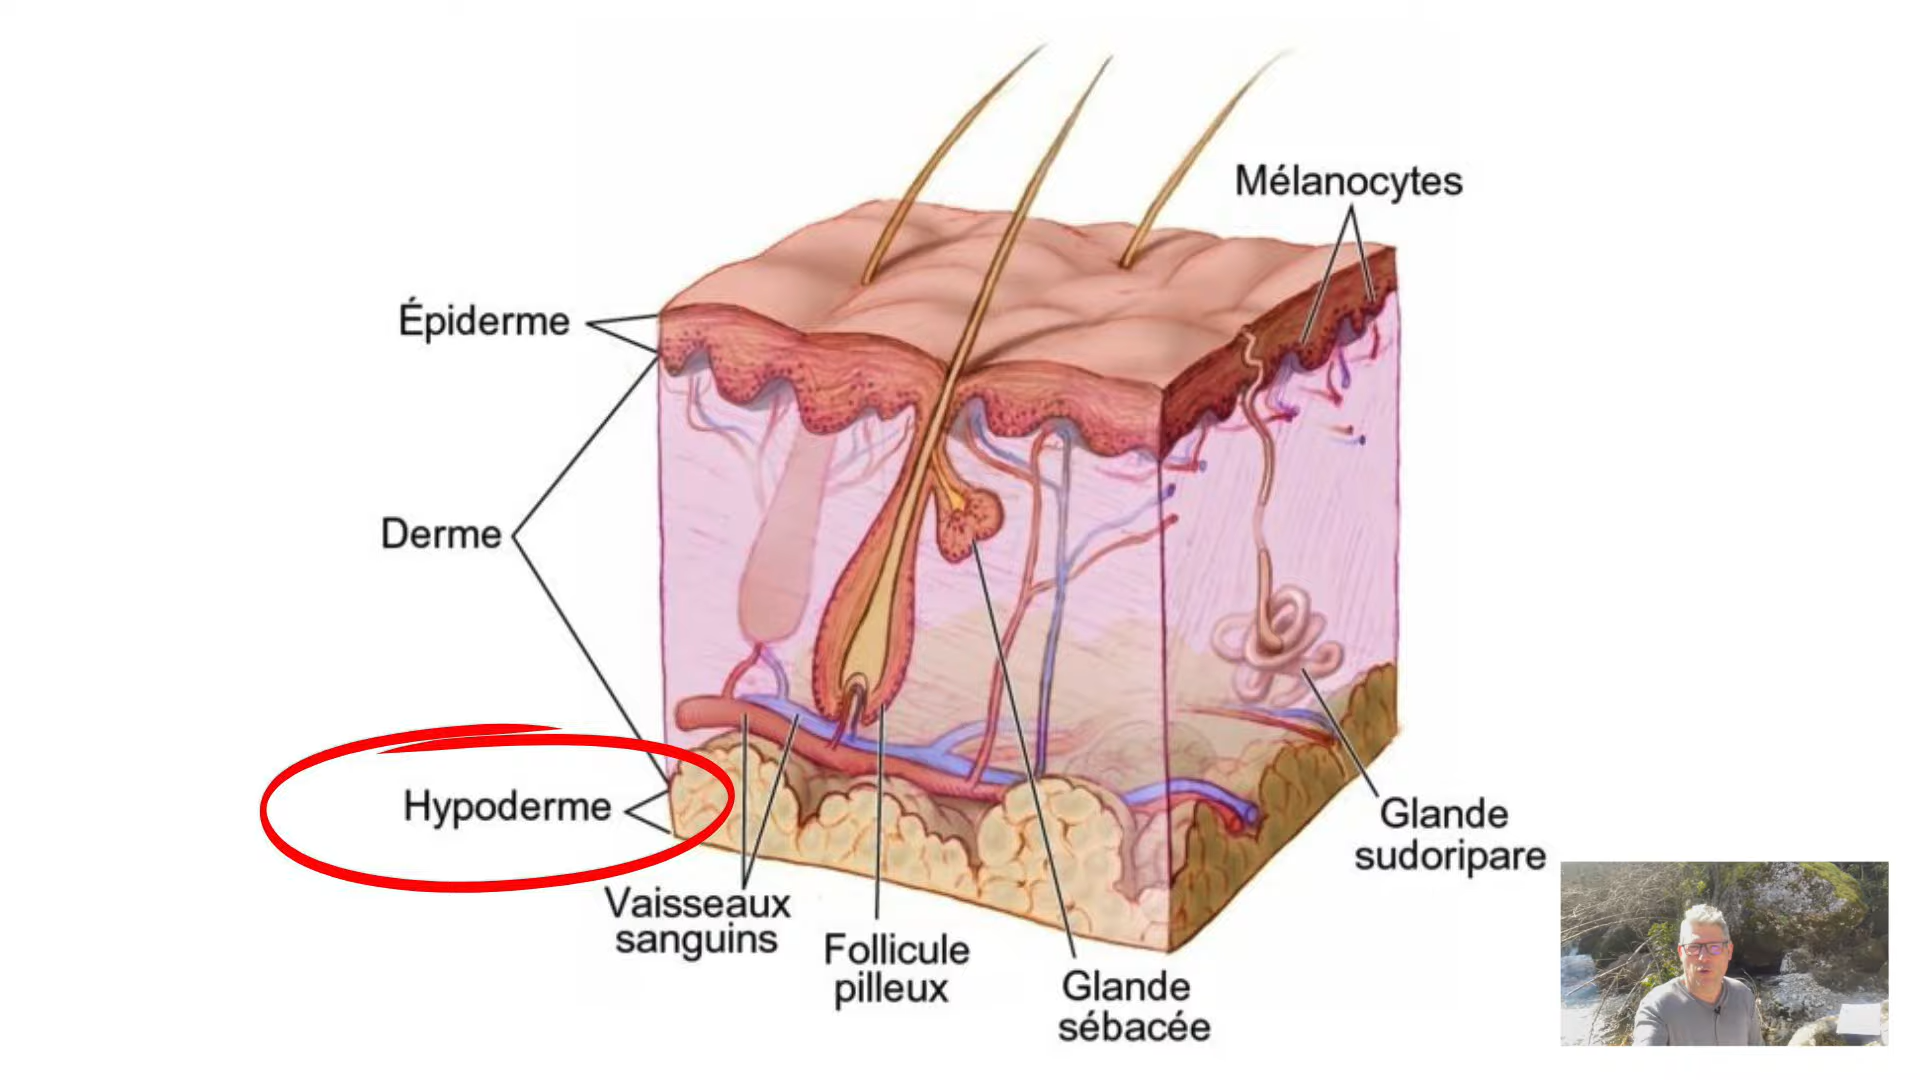 Mélanocytes
Épiderme
Derme
Hypoderme
Vaisseaux
sanguins
Follicule
pilleux
Glande
sébacée
Glande
sudoripare